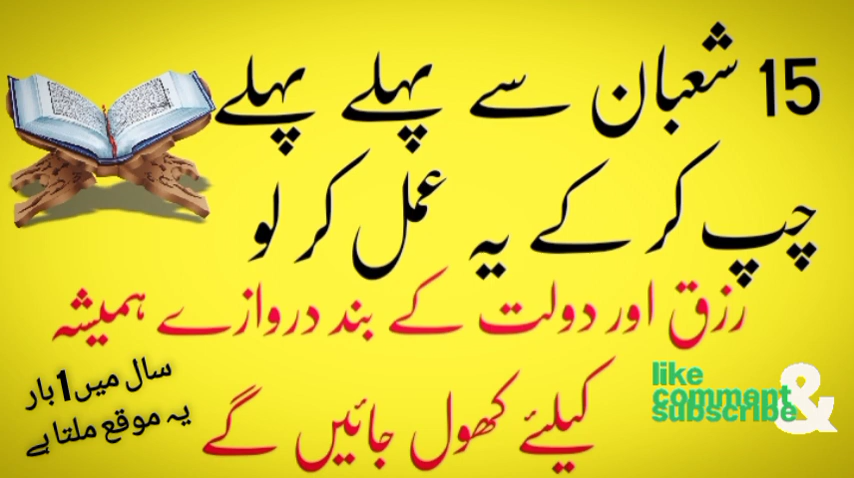 15 شعبان سے پہلے پہلے
چپ کر کے یہ عمل کر لو
رزق اور دولت کے بند دروازے ہمیشہ
کیلئے کھول جائیں گے
سال میں 1 بار
یہ موقع ملتا ہے
like
comment
subscribe
&